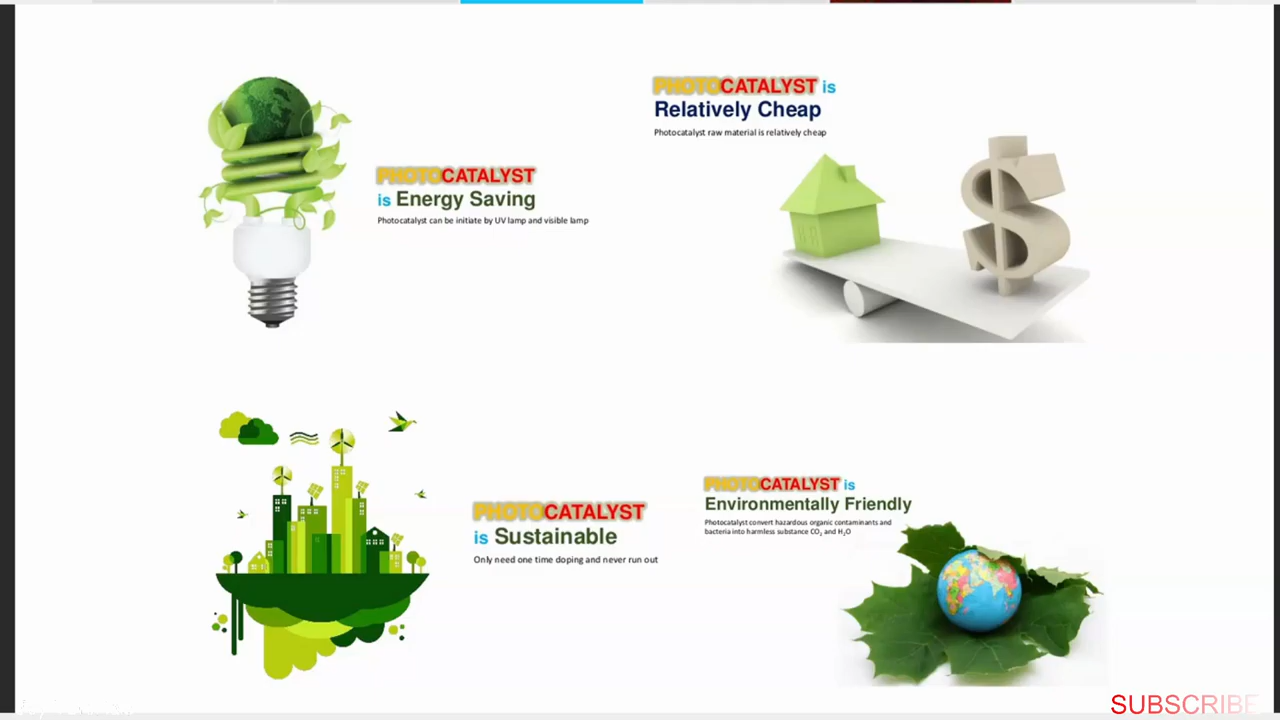 PHOTOCATALYST is
Relatively Cheap
Photocatalyst raw material is relatively cheap
PHOTOCATALYST
is Energy Saving
Photocatalyst can be initiate by UV lamp and visible lamp
PHOTOCATALYST
is Sustainable
Only need one time doping and never run out
PHOTOCATALYST is
Environmentally Friendly
Photocatalyst convert hazardous organic contaminants and
bacteria into harmless substance CO₂ and H₂O
SUBSCRIBE